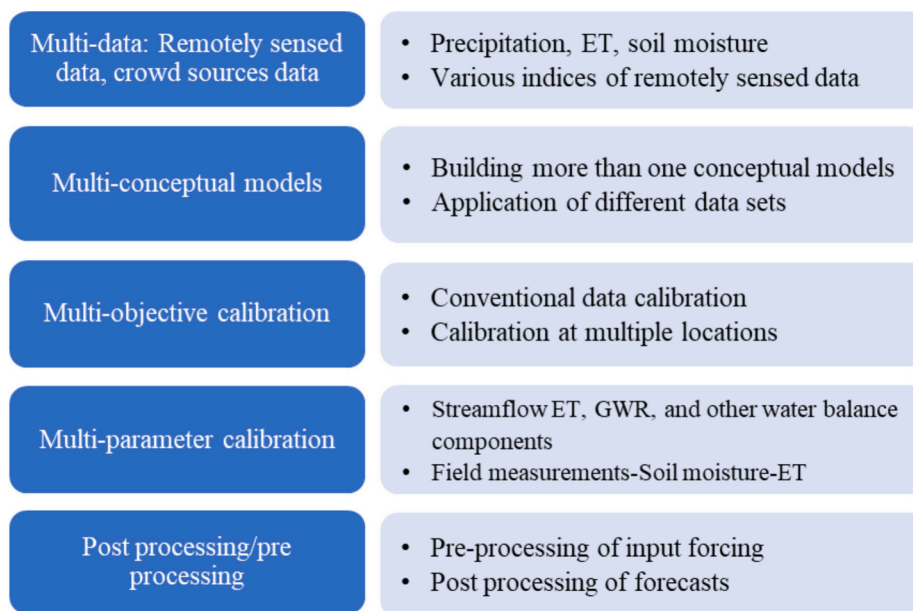 Multi-data: Remotely sensed
data, crowd sources data
• Precipitation, ET, soil moisture
• Various indices of remotely sensed data
Multi-conceptual models
• Building more than one conceptual models
• Application of different data sets
Multi-objective calibration
• Conventional data calibration
• Calibration at multiple locations
Multi-parameter calibration
• Streamflow ET, GWR, and other water balance
components
• Field measurements-Soil moisture-ET
Post processing/pre
processing
• Pre-processing of input forcing
• Post processing of forecasts